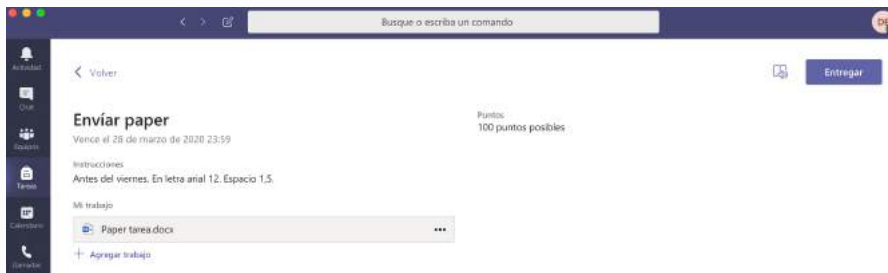 Busque o escriba un comando
DE
Actividad
Volver
Entregar
Chat
Envíar paper
Puntos
100 puntos posibles
Vence el 28 de marzo de 2020 23:59
Equipos
Instrucciones
Antes del viernes. En letra arial 12. Espacio 1,5.
Tareas
Mi trabajo
Calendario
Paper tarea.docx
+ Agregar trabajo
Llamadas